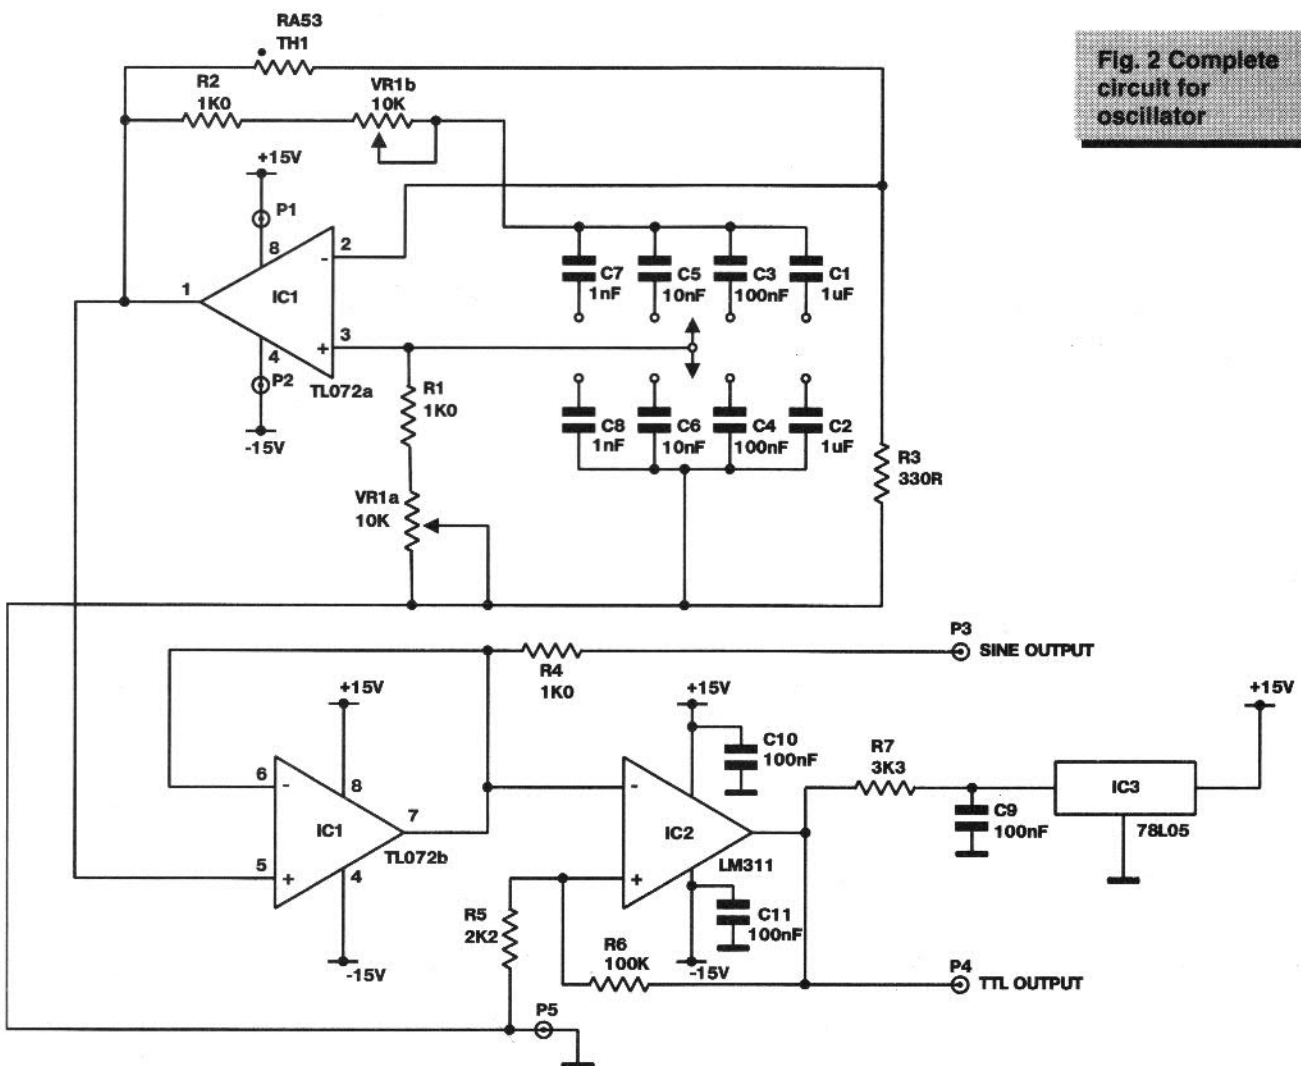 RA53
TH1
Fig. 2 Complete
circuit for
oscillator
R2
1K0
VR1b
10K
+15V
P1
8
2
-
1
IC1
3
+
4
P2
TL072a
-15V
C7
1nF
C5
10nF
C3
100nF
C1
1uF
R1
1K0
C8
1nF
C6
10nF
C4
100nF
C2
1uF
R3
330R
VR1a
10K
P3
SINE OUTPUT
R4
1K0
+15V
+15V
+15V
C10
100nF
R7
3K3
6
-
8
7
IC1
5
+
4
TL072b
-15V
-
IC2
+
LM311
C9
100nF
IC3
78L05
C11
100nF
R5
2K2
R6
100K
-15V
P4
TTL OUTPUT
P5